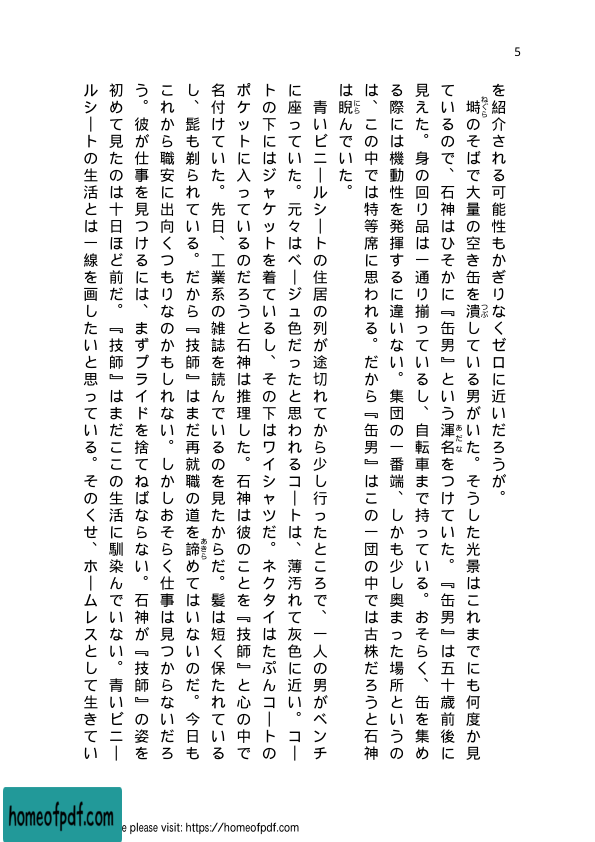 5
を紹介される可能性もかぎりなくゼロに近いだろうが。
塒のそばで大量の空き缶を潰している男がいた。そうした光景はこれまでにも何度か見
ねぐら
つぶ
ているので、石神はひそかに『缶男』という渾名をつけていた。『缶男』は五十歳前後に
あだな
見えた。身の回り品は一通り揃っているし、自転車まで持っている。おそらく、缶を集め
る際には機動性を発揮するに違いない。集団の一番端、しかも少し奥まった場所というの
は、この中では特等席に思われる。だから『缶男』はこの一団の中では古株だろうと石神
は睨んでいた。
にら
青いビニールシートの住居の列が途切れてから少し行ったところで、一人の男がベンチ
に座っていた。元々はベージュ色だったと思われるコートは、薄汚れて灰色に近い。コー
トの下にはジャケットを着ているし、その下はワイシャツだ。ネクタイはたぶんコートの
ポケットに入っているのだろうと石神は推理した。石神は彼のことを『技師』と心の中で
名付けていた。先日、工業系の雑誌を読んでいるのを見たからだ。髪は短く保たれている
し、髭も剃られている。だから『技師』はまだ再就職の道を諦めてはいないのだ。今日も
あきら
これから職安に出向くつもりなのかもしれない。しかしおそらく仕事は見つからないだろ
う。彼が仕事を見つけるには、まずプライドを捨てねばならない。石神が『技師』の姿を
初めて見たのは十日ほど前だ。『技師』はまだここの生活に馴染んでいない。青いビニー
ルシートの生活とは一線を画したいと思っている。そのくせ、ホームレスとして生きてい
homeofpdf.com
e please visit: https://homeofpdf.com